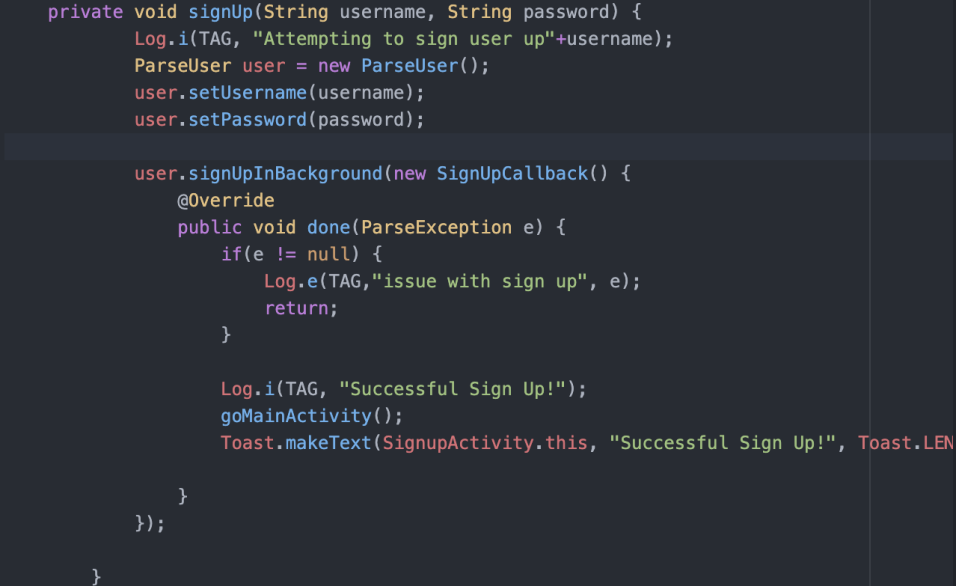 private void signUp(String username, String password) {
Log.i(TAG, "Attempting to sign user up"+username);
ParseUser user = new ParseUser();
user.setUsername(username);
user.setPassword(password);
user.signUpInBackground(new SignUpCallback() {
@Override
public void done(ParseException e) {
if(e != null) {
Log.e(TAG,"issue with sign up", e);
return;
}
Log.i(TAG, "Successful Sign Up!");
goMainActivity();
Toast.makeText(SignupActivity.this, "Successful Sign Up!", Toast.LEN
}
});
}